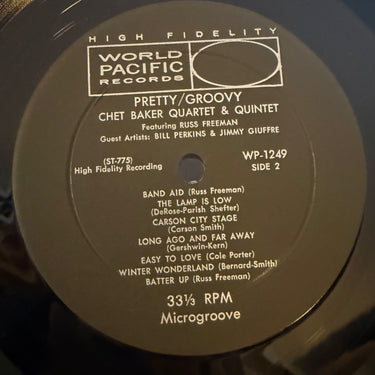 HIGH FIDELITY
WORLD
PACIFIC
RECORDS
PRETTY/GROOVY
CHET BAKER QUARTET & QUINTET
Featuring RUSS FREEMAN
Guest Artists: BILL PERKINS & JIMMY GIUFFRE
(ST-775) WP-1249
High Fidelity Recording SIDE 2
BAND AID (Russ Freeman)
THE LAMP IS LOW
(DeRose-Parish Shefter)
CARSON CITY STAGE
(Carson Smith)
LONG AGO AND FAR AWAY
(Gershwin-Kern)
EASY TO LOVE (Cole Porter)
WINTER WONDERLAND (Bernard-Smith)
BATTER UP (Russ Freeman)
33⅓ RPM
Microgroove